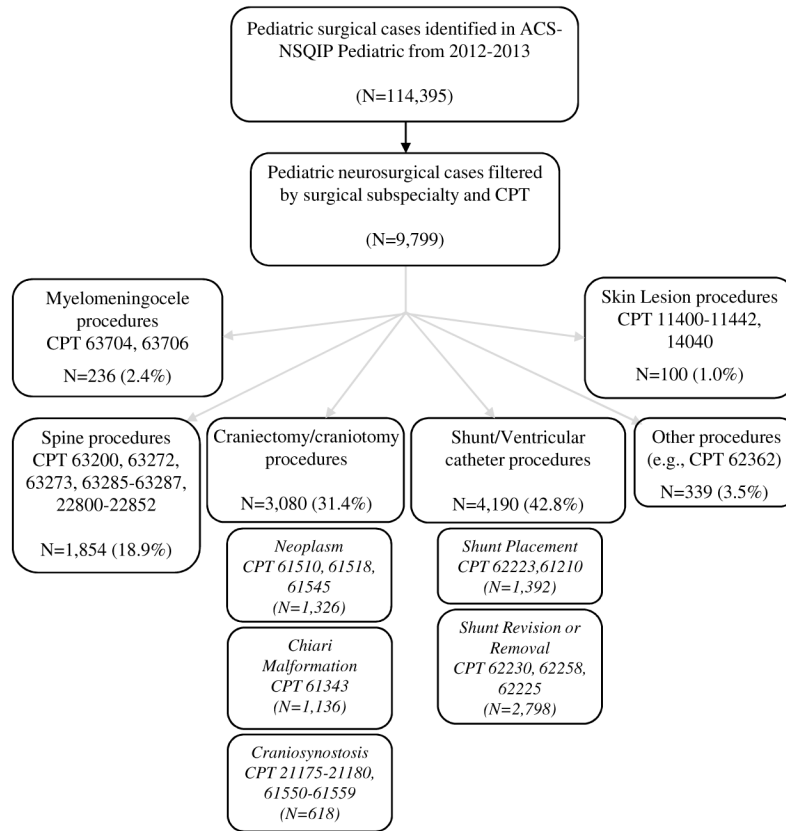 Pediatric surgical cases identified in ACS-
NSQIP Pediatric from 2012-2013
(N=114,395)
Pediatric neurosurgical cases filtered
by surgical subspecialty and CPT
(N=9,799)
Myelomeningocele
procedures
CPT 63704, 63706
N=236 (2.4%)
Skin Lesion procedures
CPT 11400-11442,
14040
N=100 (1.0%)
Spine procedures
CPT 63200, 63272,
63273, 63285-63287,
22800-22852
N=1,854 (18.9%)
Craniectomy/craniotomy
procedures
N=3,080 (31.4%)
Shunt/Ventricular
catheter procedures
N=4,190 (42.8%)
Other procedures
(e.g., CPT 62362)
N=339 (3.5%)
Neoplasm
CPT 61510, 61518,
61545
(N=1,326)
Chiari
Malformation
CPT 61343
(N=1,136)
Craniosynostosis
CPT 21175-21180,
61550-61559
(N=618)
Shunt Placement
CPT 62223,61210
(N=1,392)
Shunt Revision or
Removal
CPT 62230, 62258,
62225
(N=2,798)